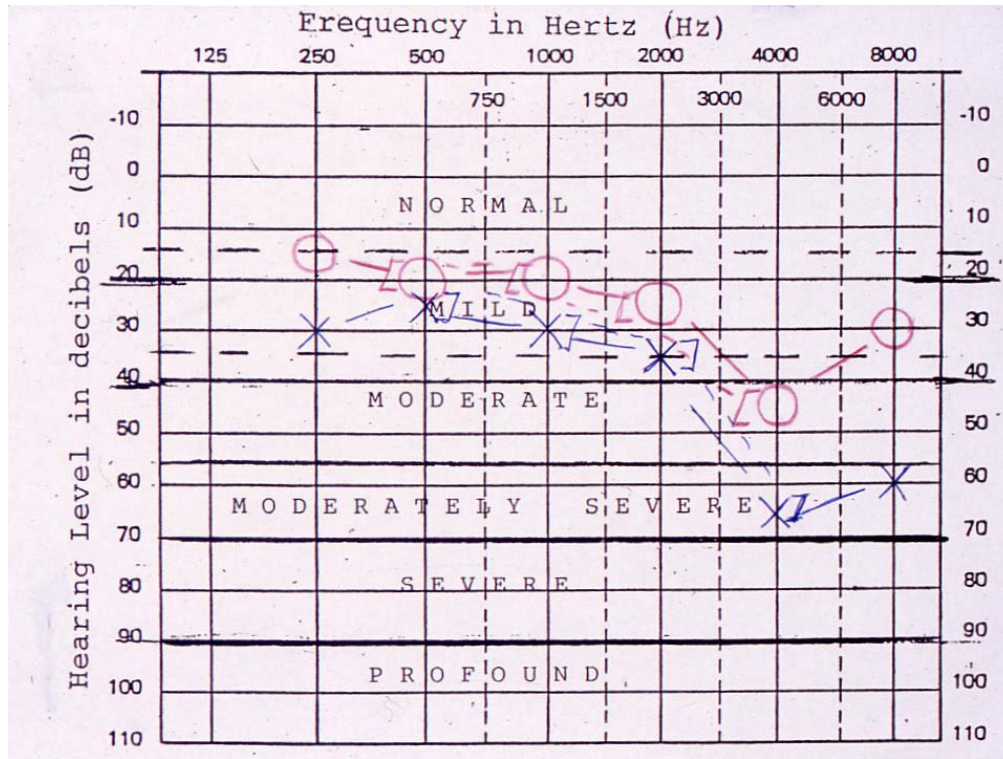 Frequency in Hertz (Hz)
125 250 500 1000 2000 4000 8000
750 1500 3000 6000
Hearing Level in decibels (dB)
-10 -10
0 0
NORMAL
10 10
20 20
MILD
30 30
40 40
MODERATE
50 50
60 60
MODERATELY SEVERE
70 70
SEVERE
80 80
90 90
PROFOUND
100 100
110 110